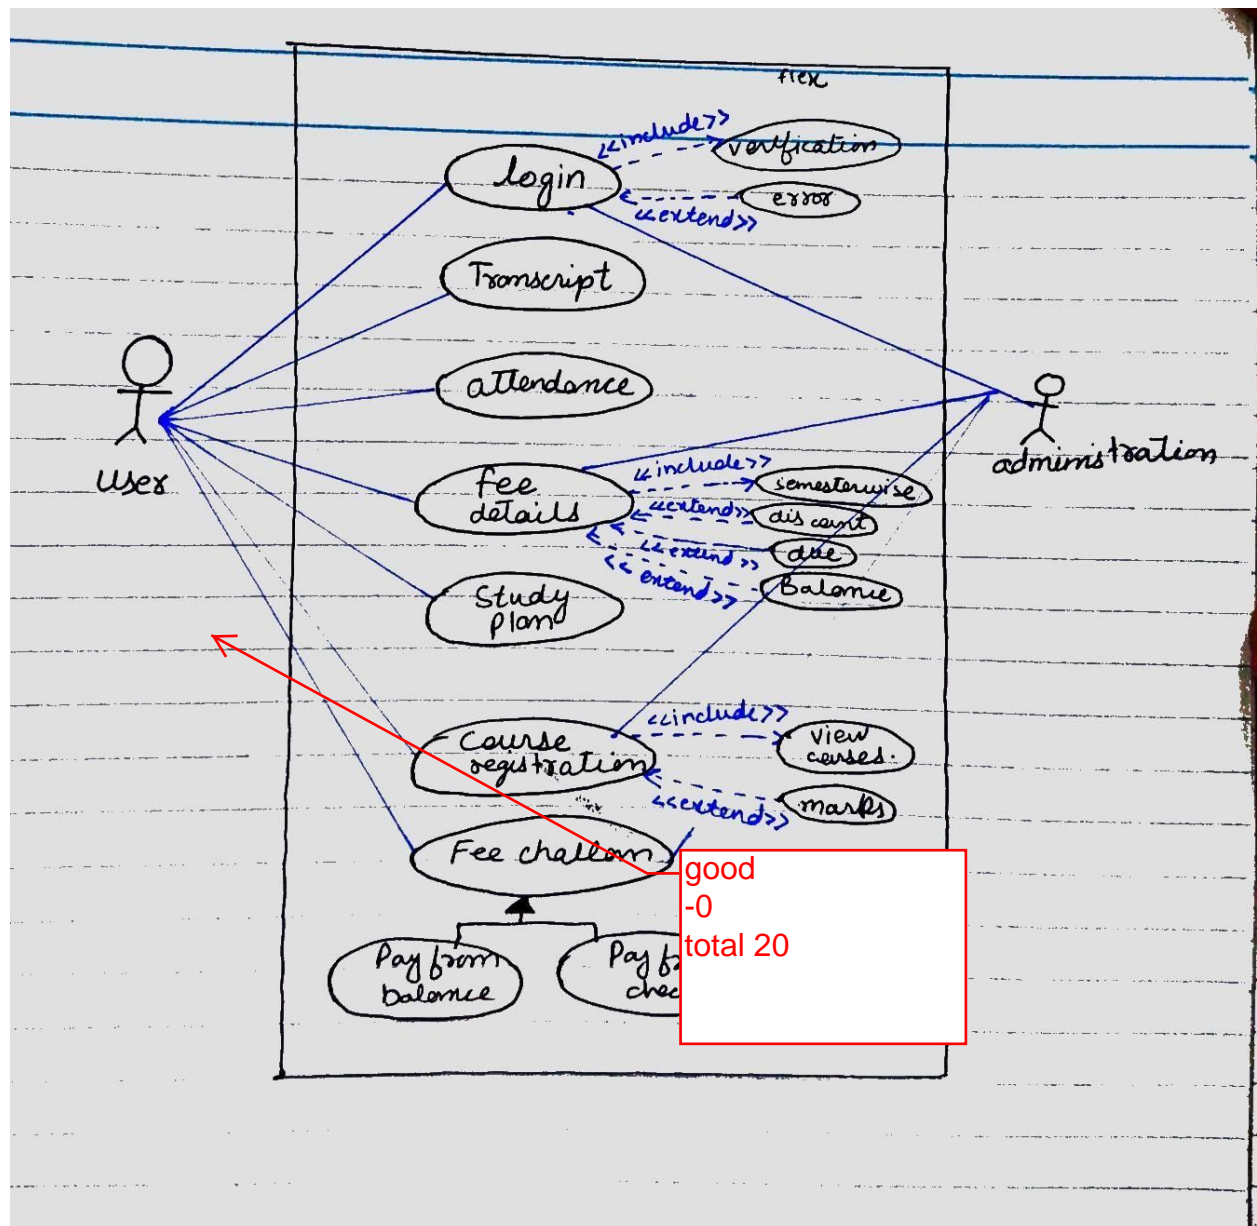 flex
<<include>>
verification
login
error
<<extend>>
Transcript
attendance
user
administration
<<include>>
semesterwise
fee
details
<<extend>>
discount
<<extend>>
due
<<extend>>
Balance
study
plan
<<include>>
view
courses.
course
registration
<<extend>>
marks
Fee challan
good
-0
total 20
Pay from
balance
Pay